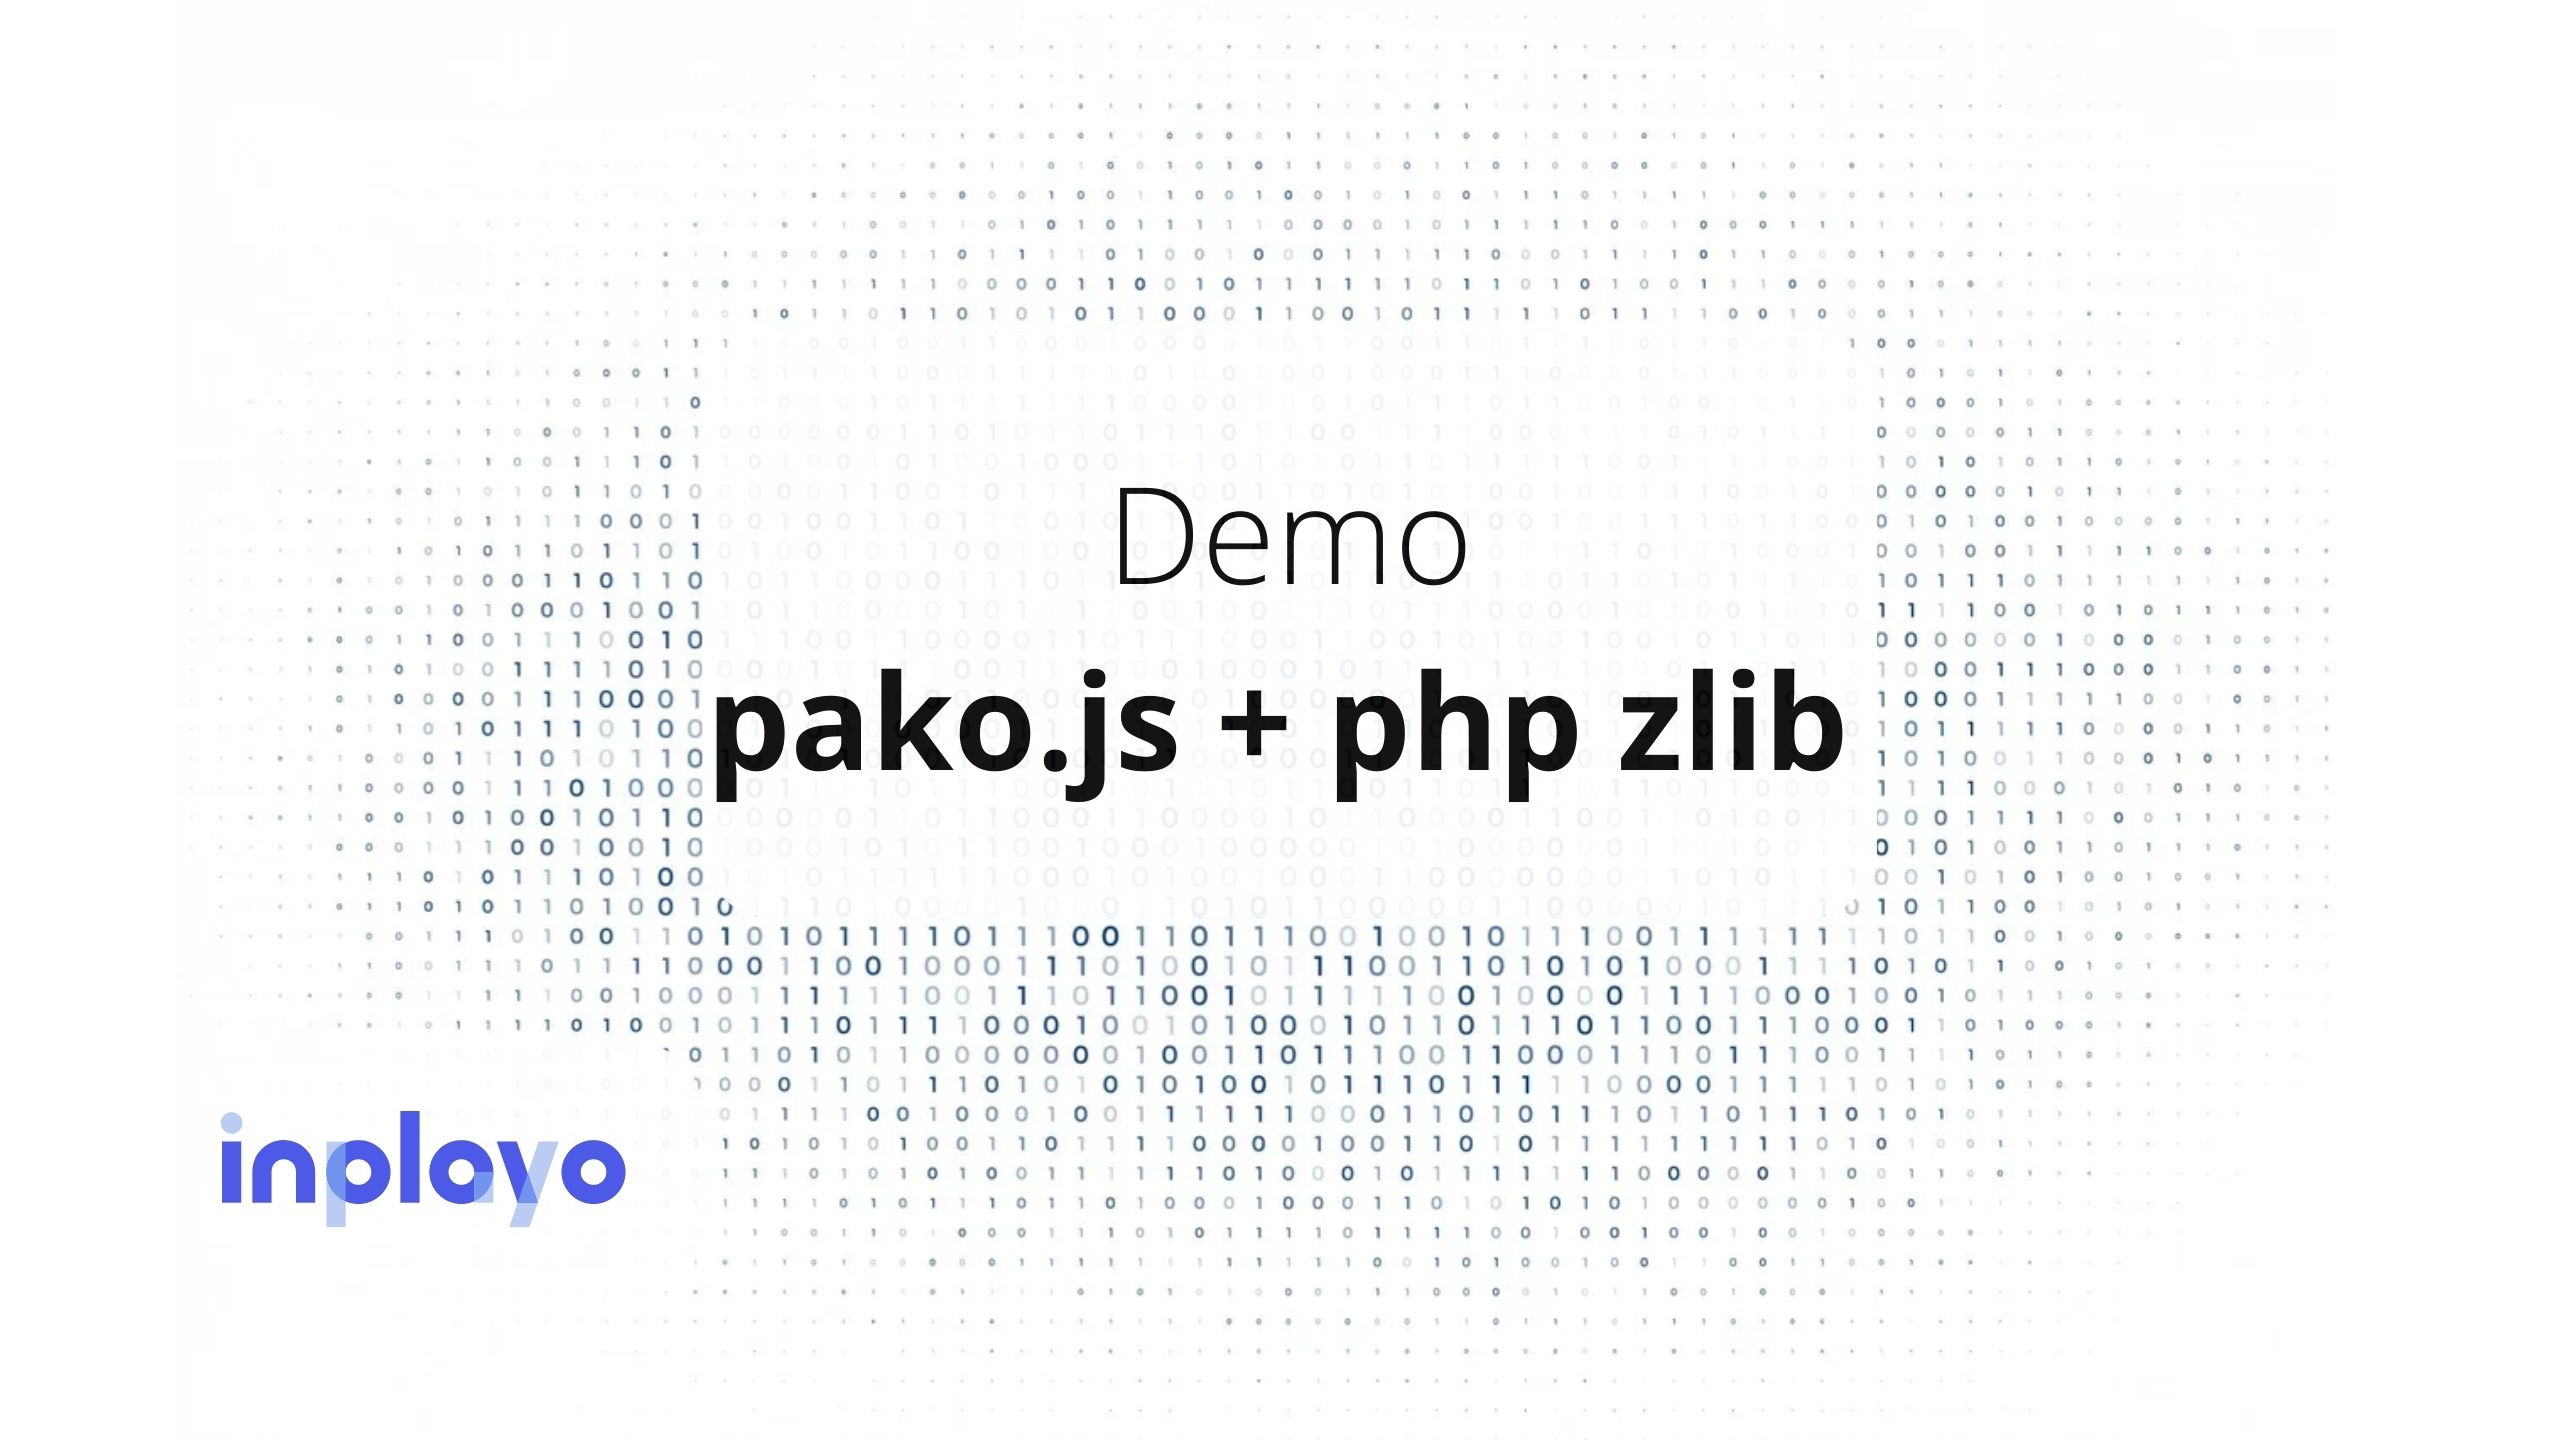 Demo
pako.js + php zlib
inplayo